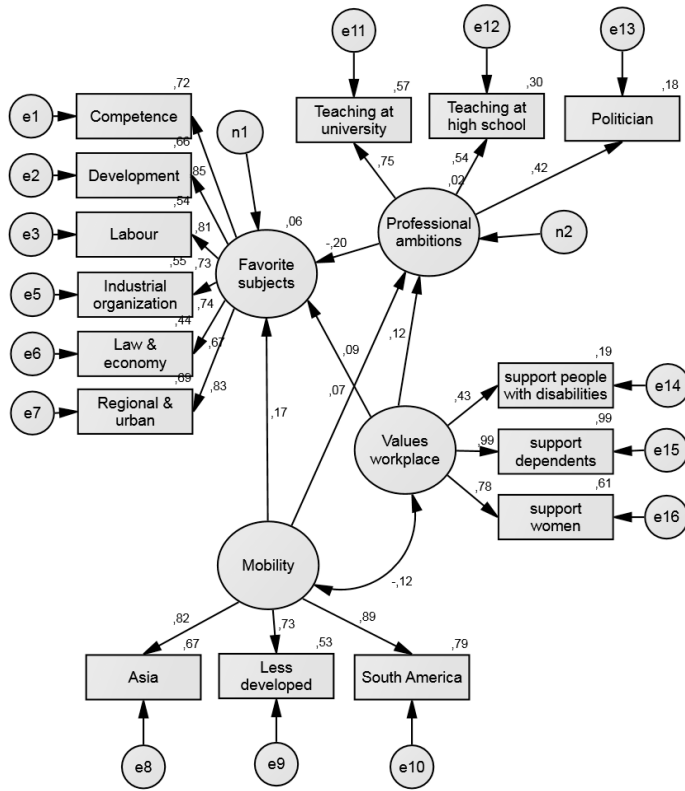 e11
e12
e13
,72
,57
,30
,18
e1
Competence
Teaching at
university
Teaching at
high school
Politician
,66
n1
e2
Development
,85
,75
,54
,42
,54
,02
e3
Labour
,81
,06
Professional
ambitions
n2
-,20
,55
,73
Favorite
subjects
e5
Industrial
organization
,74
,44
e6
Law &
economy
,67
,09
,12
,19
,69
,07
support people
with disabilities
e14
e7
Regional &
urban
,83
,43
,17
Values
workplace
,99
,99
support
dependents
e15
,78
,61
support
women
e16
Mobility
-,12
,82
,73
,89
,67
,53
,79
Asia
Less
developed
South America
e8
e9
e10